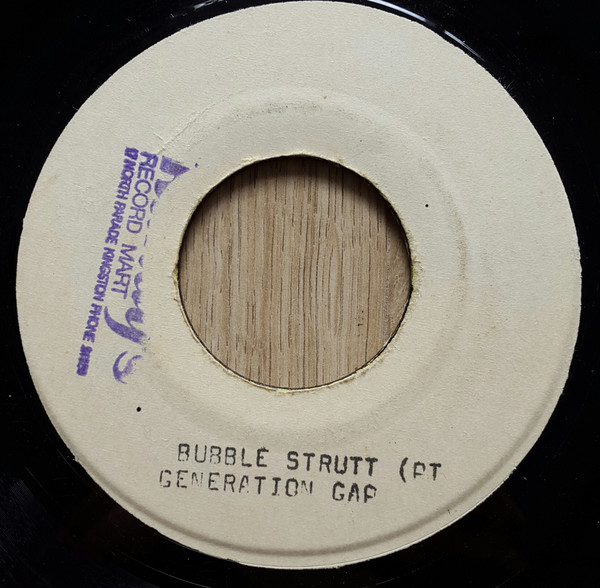 RECORD MART
NORTH PARADE KINGSTON PHONE
BUBBLE STRUTT (PT
GENERATION GAP